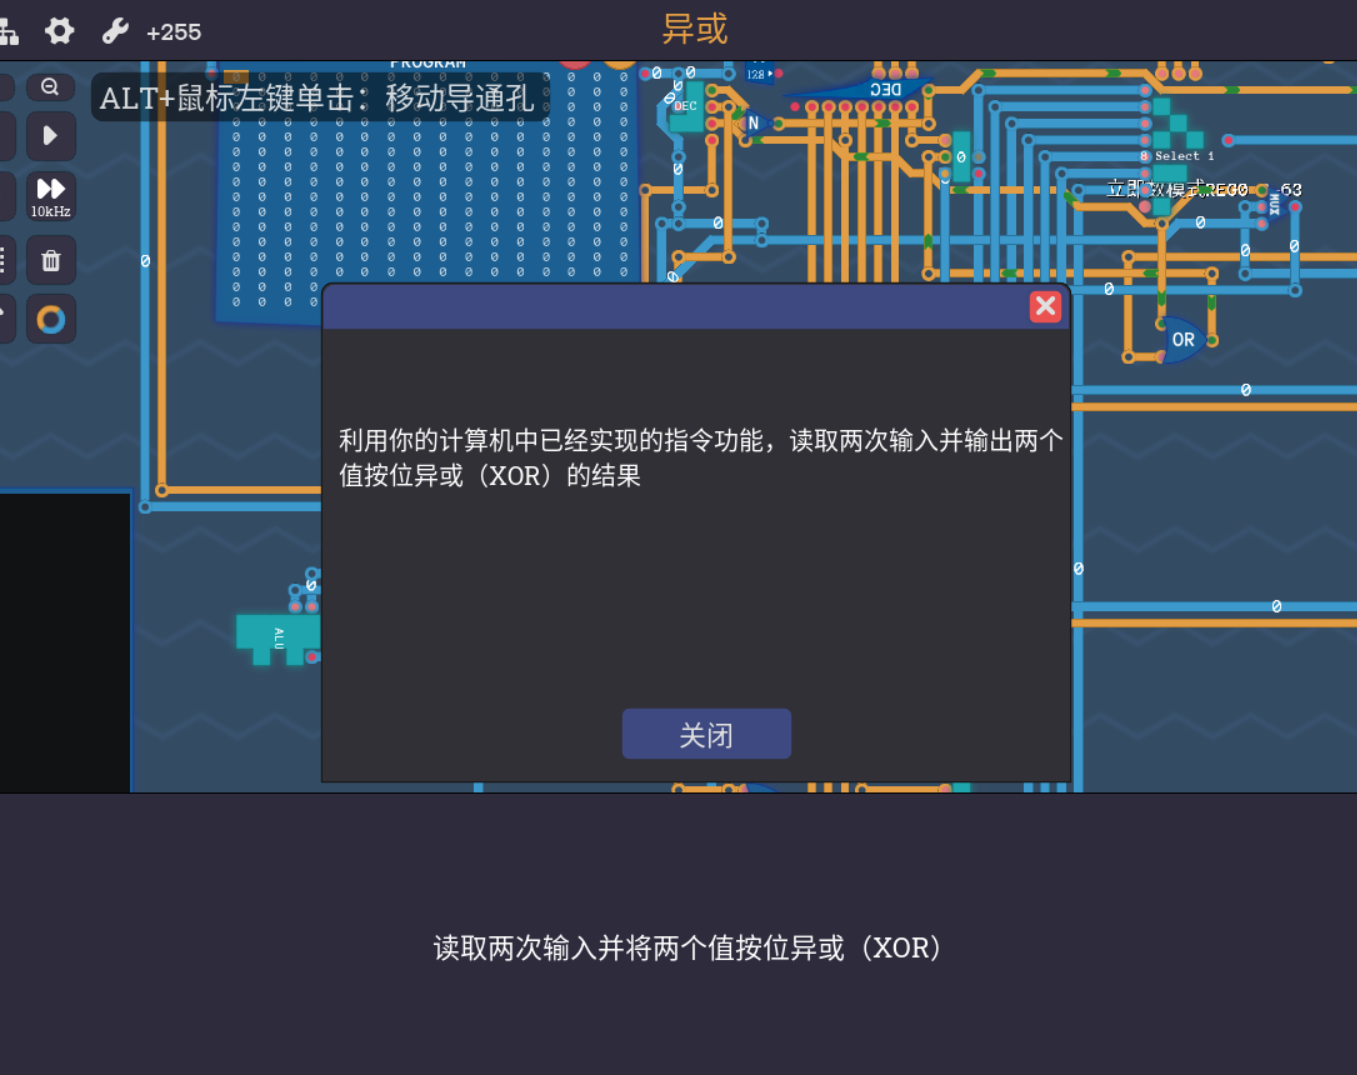 +255
异或
PROGRAM
ALT+鼠标左键单击：移动导通孔
10kHz
128
DEC
DEC
N
0
8 Select 1
立即数模式REG0 -63
MUX
OR
ALU
利用你的计算机中已经实现的指令功能，读取两次输入并输出两个
值按位异或（XOR）的结果
关闭
读取两次输入并将两个值按位异或（XOR）